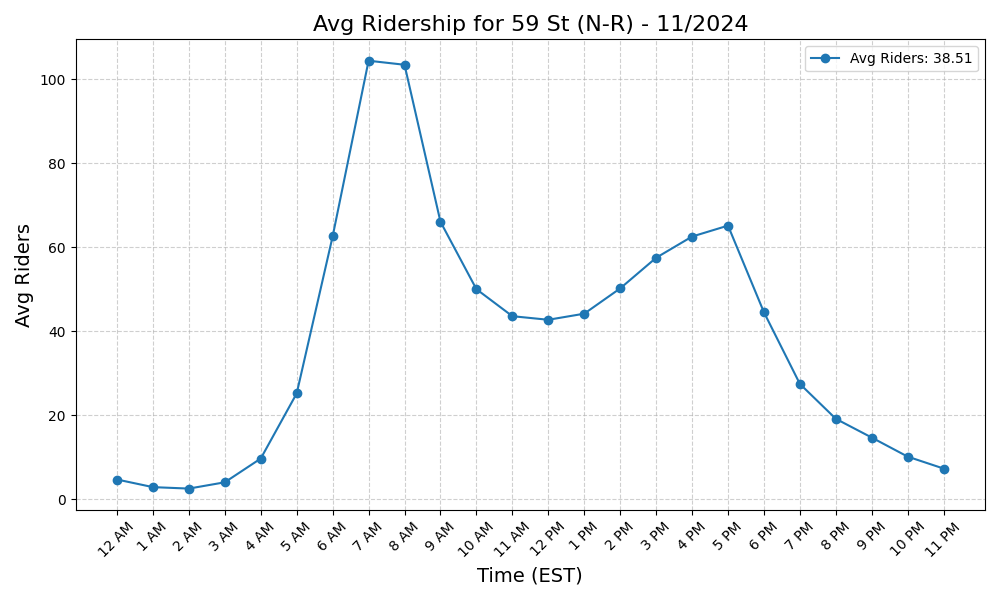 Avg Ridership for 59 St (N-R) - 11/2024
Avg Riders: 38.51
Avg Riders
100
80
60
40
20
0
12 AM
1 AM
2 AM
3 AM
4 AM
5 AM
6 AM
7 AM
8 AM
9 AM
10 AM
11 AM
12 PM
1 PM
2 PM
3 PM
4 PM
5 PM
6 PM
7 PM
8 PM
9 PM
10 PM
11 PM
Time (EST)